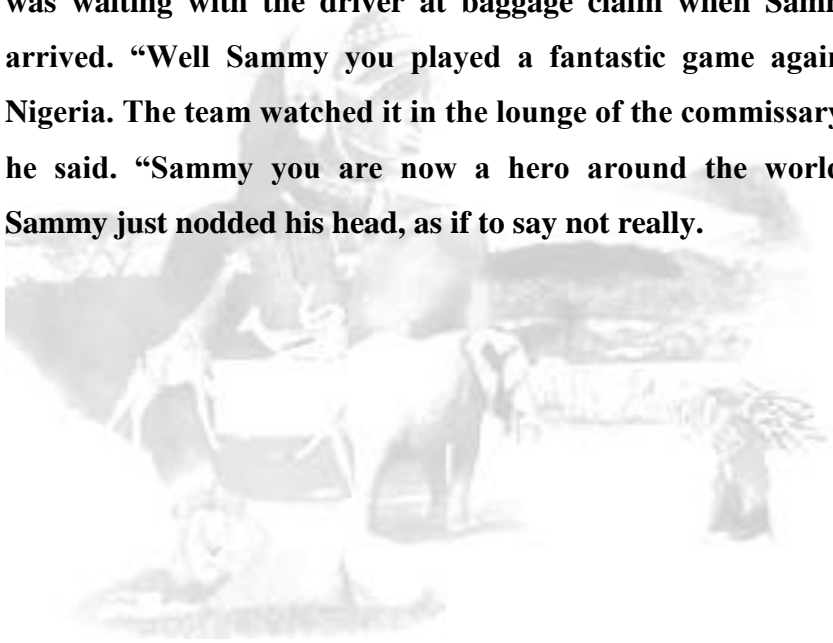 was waiting with the driver at baggage claim when Samm
arrived. “Well Sammy you played a fantastic game again
Nigeria. The team watched it in the lounge of the commissary
he said. “Sammy you are now a hero around the world
Sammy just nodded his head, as if to say not really.